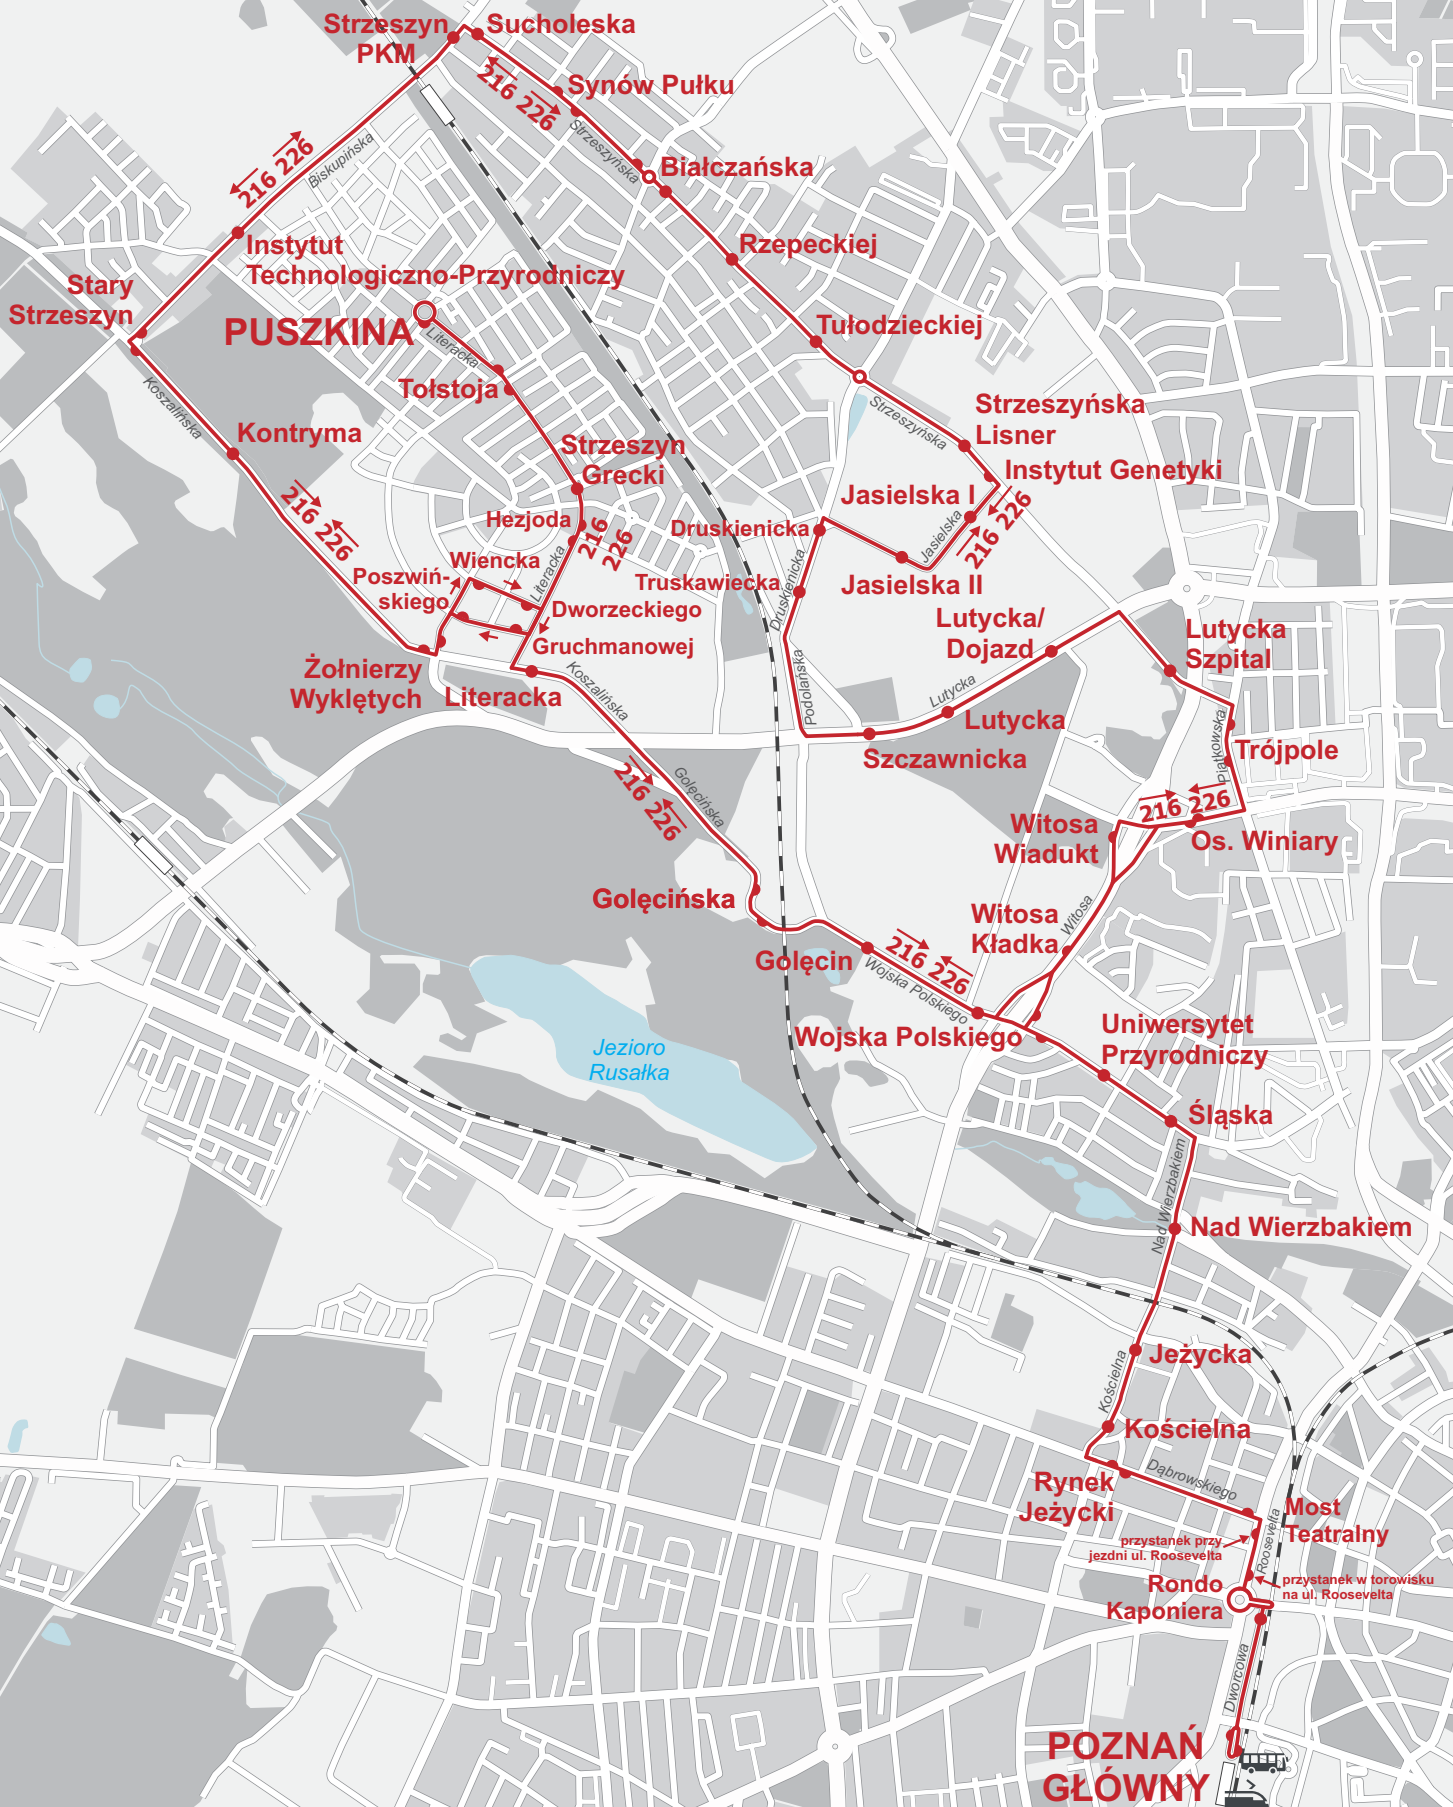 Strzeszyn
PKM
Sucholeska
216 226
Synów Pułku
Strzeszyńska
Białczańska
216 226
Biskupińska
Instytut
Technologiczno-Przyrodniczy
Rzepeckiej
Stary
Strzeszyn
PUSZKINA
Literacka
Tułodzieckiej
Tołstoja
Koszalińska
Kontryma
Strzeszyńska
Strzeszyńska
Lisner
Strzeszyn
Grecki
Instytut Genetyki
216 226
Jasielska I
Jasielska
216 226
Hezjoda
216
226
Druskienicka
Wiencka
Literacka
Poszwiń-
skiego
Truskawiecka
Druskienicka
Jasielska II
Dworzeckiego
Gruchmanowej
Lutycka/
Dojazd
Lutycka
Szpital
Żołnierzy
Wyklętych
Literacka
Koszalińska
Podolańska
Lutycka
Lutycka
Szczawnicka
Piątkowska
Trójpole
216 226
Golęcińska
216 226
Witosa
Wiadukt
Os. Winiary
Golęcińska
Witosa
Kładka
Witosa
Golęcin
216 226
Wojska Polskiego
Wojska Polskiego
Uniwersytet
Przyrodniczy
Jezioro
Rusałka
Śląska
Nad Wierzbakiem
Nad Wierzbakiem
Jeżycka
Kościelna
Kościelna
Rynek
Jeżycki
Dąbrowskiego
Most
Teatralny
przystanek przy
jezdni ul. Roosevelta
Roosevelta
Rondo
Kaponiera
przystanek w torowisku
na ul. Roosevelta
Dworcowa
POZNAŃ
GŁÓWNY